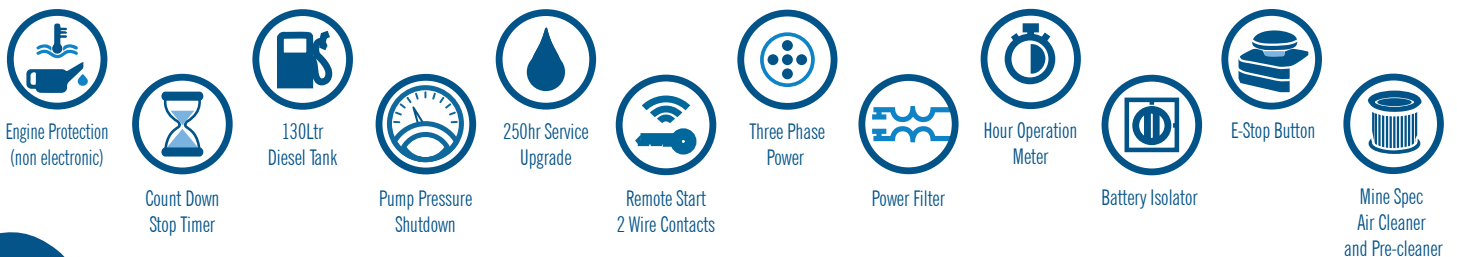 Engine Protection
(non electronic)
Count Down
Stop Timer
130Ltr
Diesel Tank
Pump Pressure
Shutdown
250hr Service
Upgrade
Remote Start
2 Wire Contacts
Three Phase
Power
Power Filter
Hour Operation
Meter
Battery Isolator
E-Stop Button
Mine Spec
Air Cleaner
and Pre-cleaner